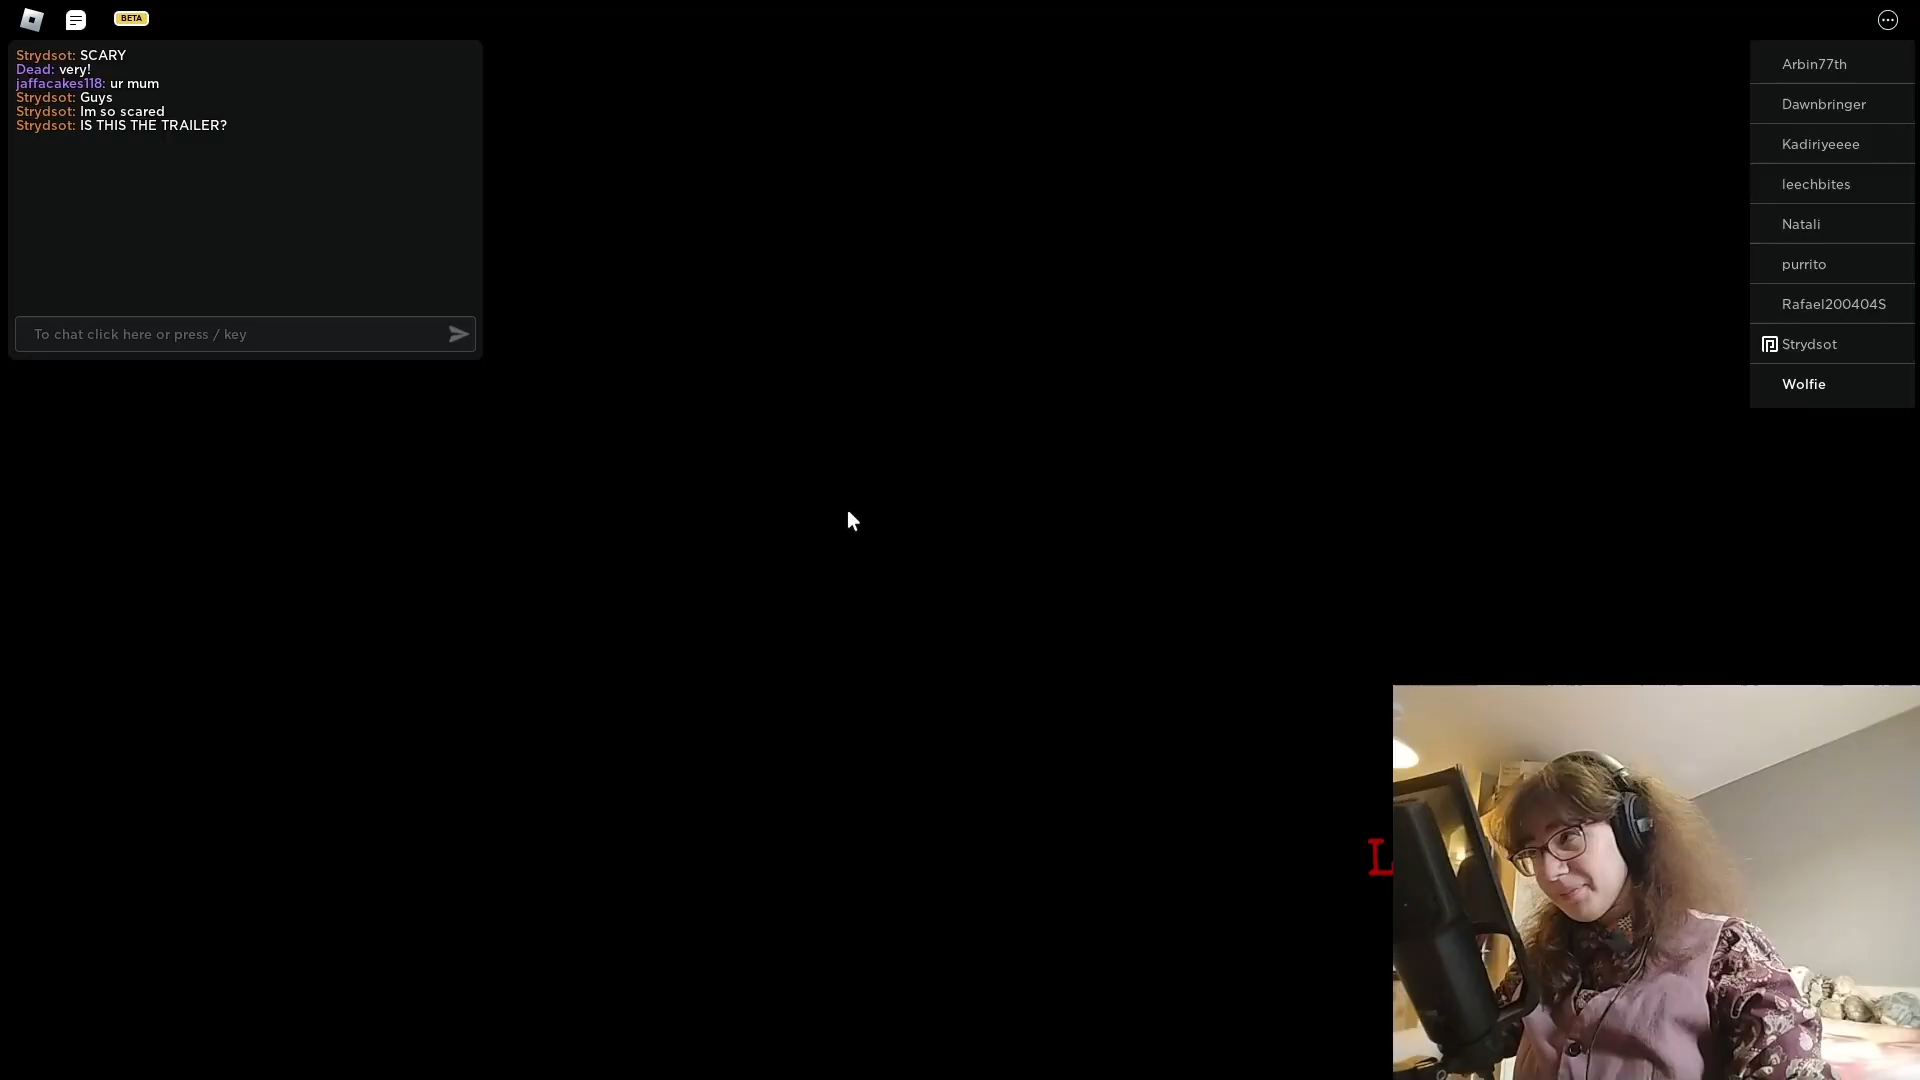 BETA
Strydsot: SCARY
Dead: very!
jaffacakes118: ur mum
Strydsot: Guys
Strydsot: Im so scared
Strydsot: IS THIS THE TRAILER?
To chat click here or press / key
Arbin77th
Dawnbringer
Kadiriyeeee
leechbites
Natali
purrito
Rafael200404S
Strydsot
Wolfie
L